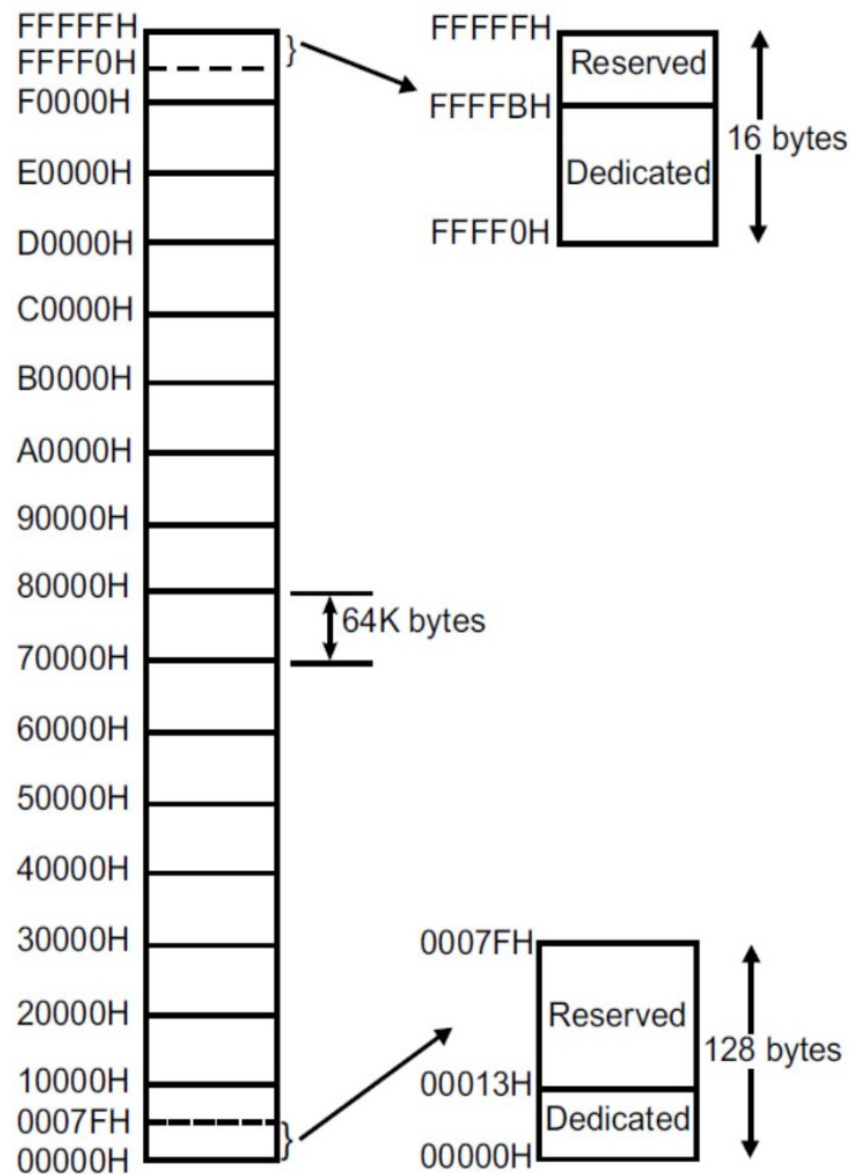 FFFFFH
FFFF0H
F0000H
E0000H
D0000H
C0000H
B0000H
A0000H
90000H
80000H
70000H
60000H
50000H
40000H
30000H
20000H
10000H
0007FH
00000H
64K bytes
FFFFFH
Reserved
FFFFBH
Dedicated
FFFF0H
16 bytes
0007FH
Reserved
00013H
Dedicated
00000H
128 bytes